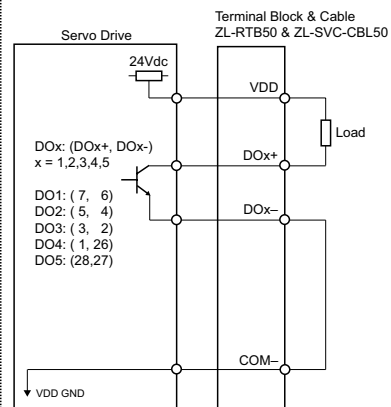 Terminal Block & Cable
ZL-RTB50 & ZL-SVC-CBL50
Servo Drive
24Vdc
VDD
Load
DOx: (DOx+, DOx-)
x = 1,2,3,4,5
DOx+
DO1: ( 7, 6)
DO2: ( 5, 4)
DO3: ( 3, 2)
DO4: ( 1, 26)
DO5: (28,27)
DOx–
COM–
VDD GND